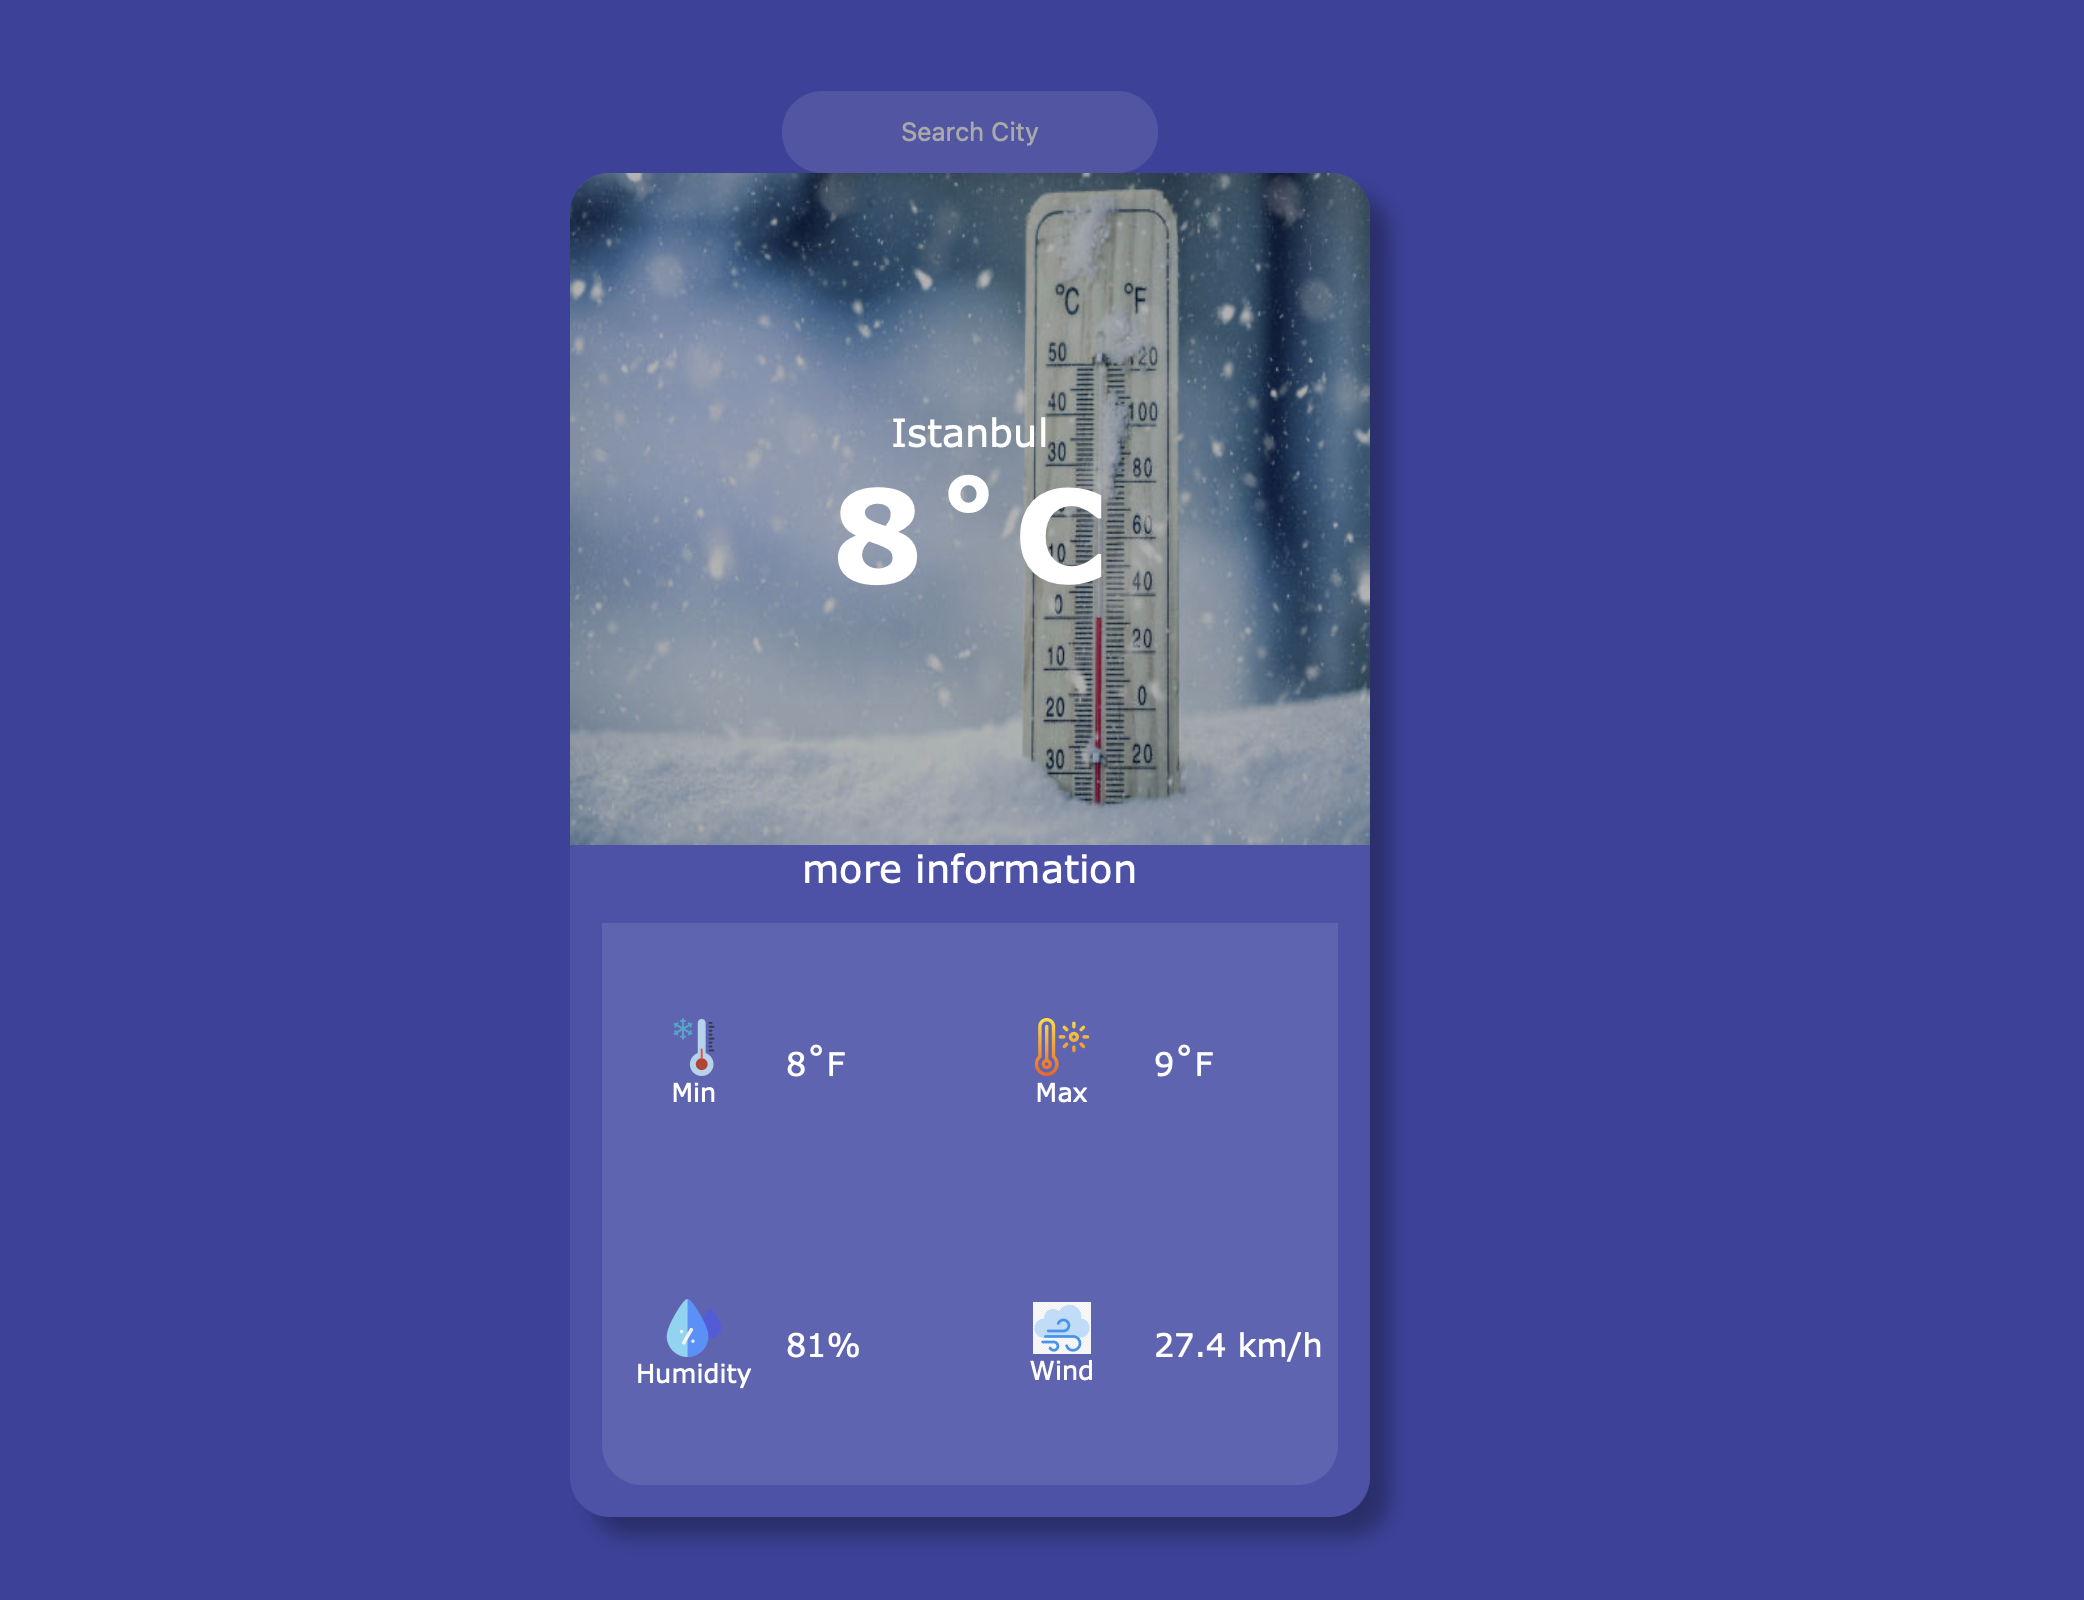 Search City
°C °F
50 120
40 100
30 80
60
10 40
0 20
10 0
20 20
30
Istanbul
8°C
more information
8°F
Min
9°F
Max
81%
Humidity
27.4 km/h
Wind